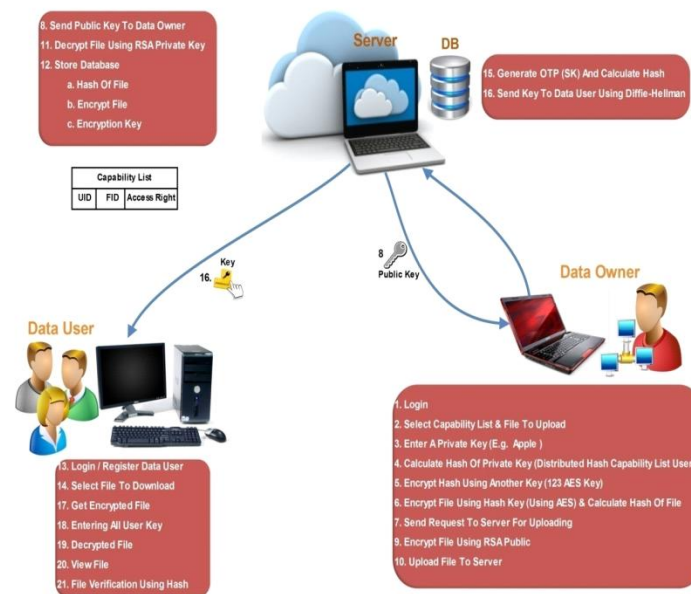 8. Send Public Key To Data Owner
11. Decrypt File Using RSA Private Key
12. Store Database
a. Hash Of File
b. Encrypt File
c. Encryption Key
Server
DB
15. Generate OTP (SK) And Calculate Hash
16. Send Key To Data User Using Diffie-Hellman
Capability List
UID FID Access Right
Key
16.
8
Public Key
Data User
Data Owner
13. Login / Register Data User
14. Select File To Download
17. Get Encrypted File
18. Entering All User Key
19. Decrypted File
20. View File
21. File Verification Using Hash
1. Login
2. Select Capability List & File To Upload
3. Enter A Private Key (E.g. Apple )
4. Calculate Hash Of Private Key (Distributed Hash Capability List User
5. Encrypt Hash Using Another Key (123 AES Key)
6. Encrypt File Using Hash Key (Using AES) & Calculate Hash Of File
7. Send Request To Server For Uploading
9. Encrypt File Using RSA Public
10. Upload File To Server